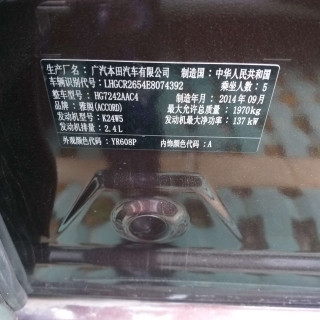 生产厂：广汽本田汽车有限公司 制造国：中华人民共和国
车辆识别代号：LHGCR2654E8074392 乘坐人数：5
型号：HG7242AAC4 制造年月：2014年09月
品牌：雅阁(ACCORD) 最大允许总质量：1970kg
发动机型号：K24W5 发动机最大净功率：137kW
发动机排量：2.4L
外观颜色代码：YR608P 内饰颜色代码：A